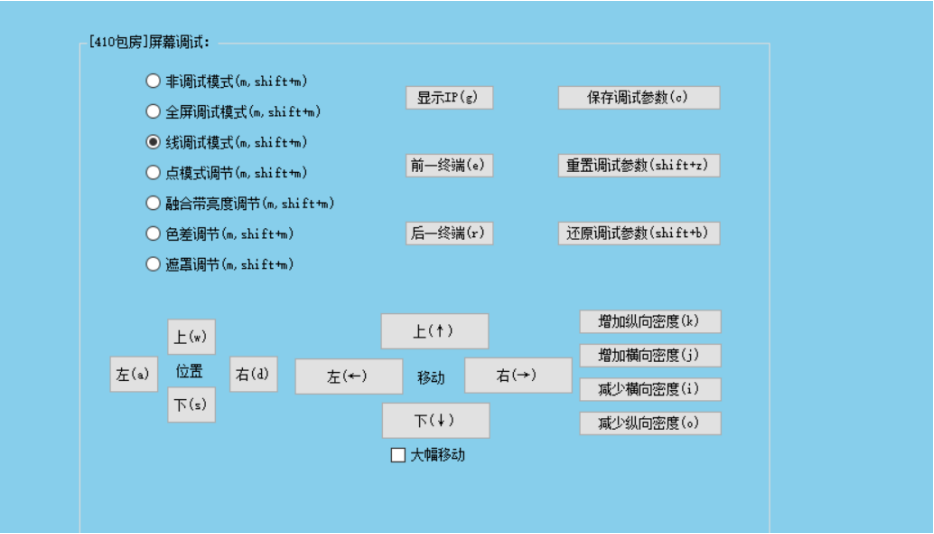 [410包房]屏幕调试:
非调试模式(m,shift+m)
全屏调试模式(m,shift+m)
线调试模式(m,shift+m)
点模式调节(m,shift+m)
融合带亮度调节(m,shift+m)
色差调节(m,shift+m)
遮罩调节(m,shift+m)
显示IP(g)
保存调试参数(c)
前一终端(e)
重置调试参数(shift+z)
后一终端(r)
还原调试参数(shift+b)
上(w)
左(a)
位置
右(d)
下(s)
上(↑)
左(←)
移动
右(→)
下(↓)
大幅移动
增加纵向密度(k)
增加横向密度(j)
减少横向密度(i)
减少纵向密度(o)